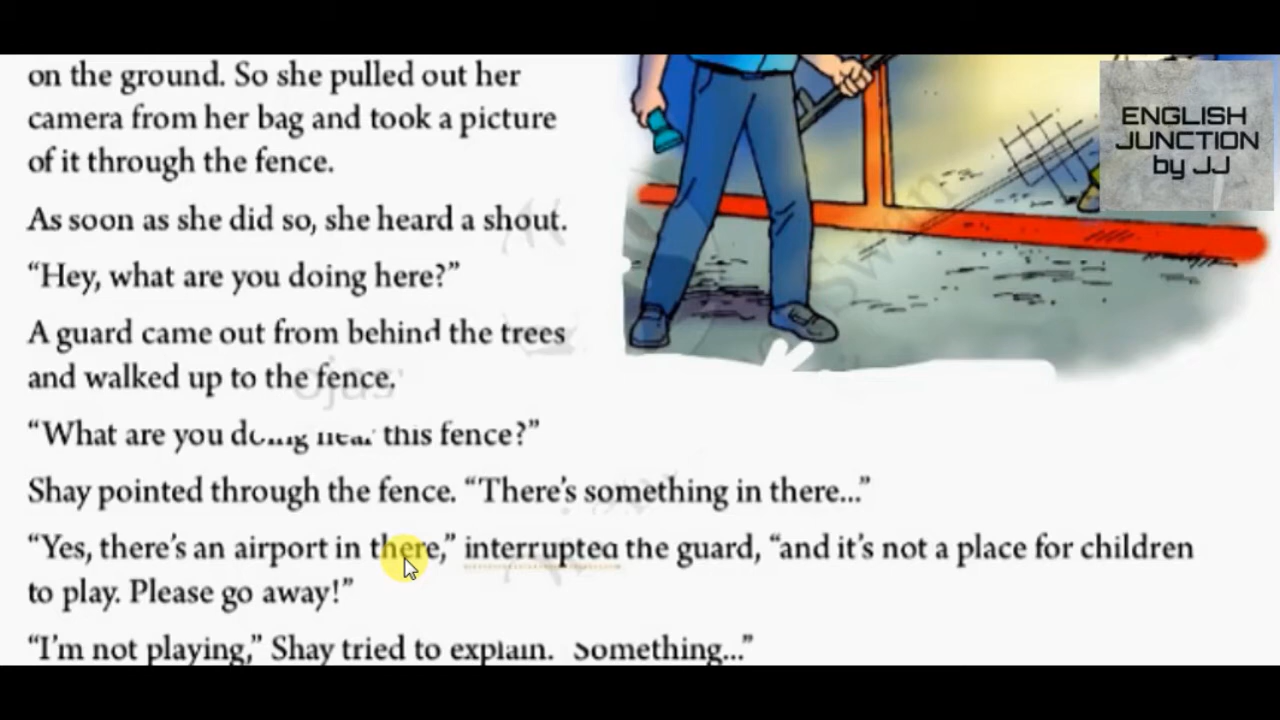 on the ground. So she pulled out her
camera from her bag and took a picture
of it through the fence.
As soon as she did so, she heard a shout.
“Hey, what are you doing here?”
A guard came out from behind the trees
and walked up to the fence.
“What are you doing near this fence?”
Shay pointed through the fence. “There’s something in there...”
“Yes, there’s an airport in there,” interrupted the guard, “and it’s not a place for children
to play. Please go away!”
“I’m not playing,” Shay tried to explain. Something...”
ENGLISH
JUNCTION
by JJ